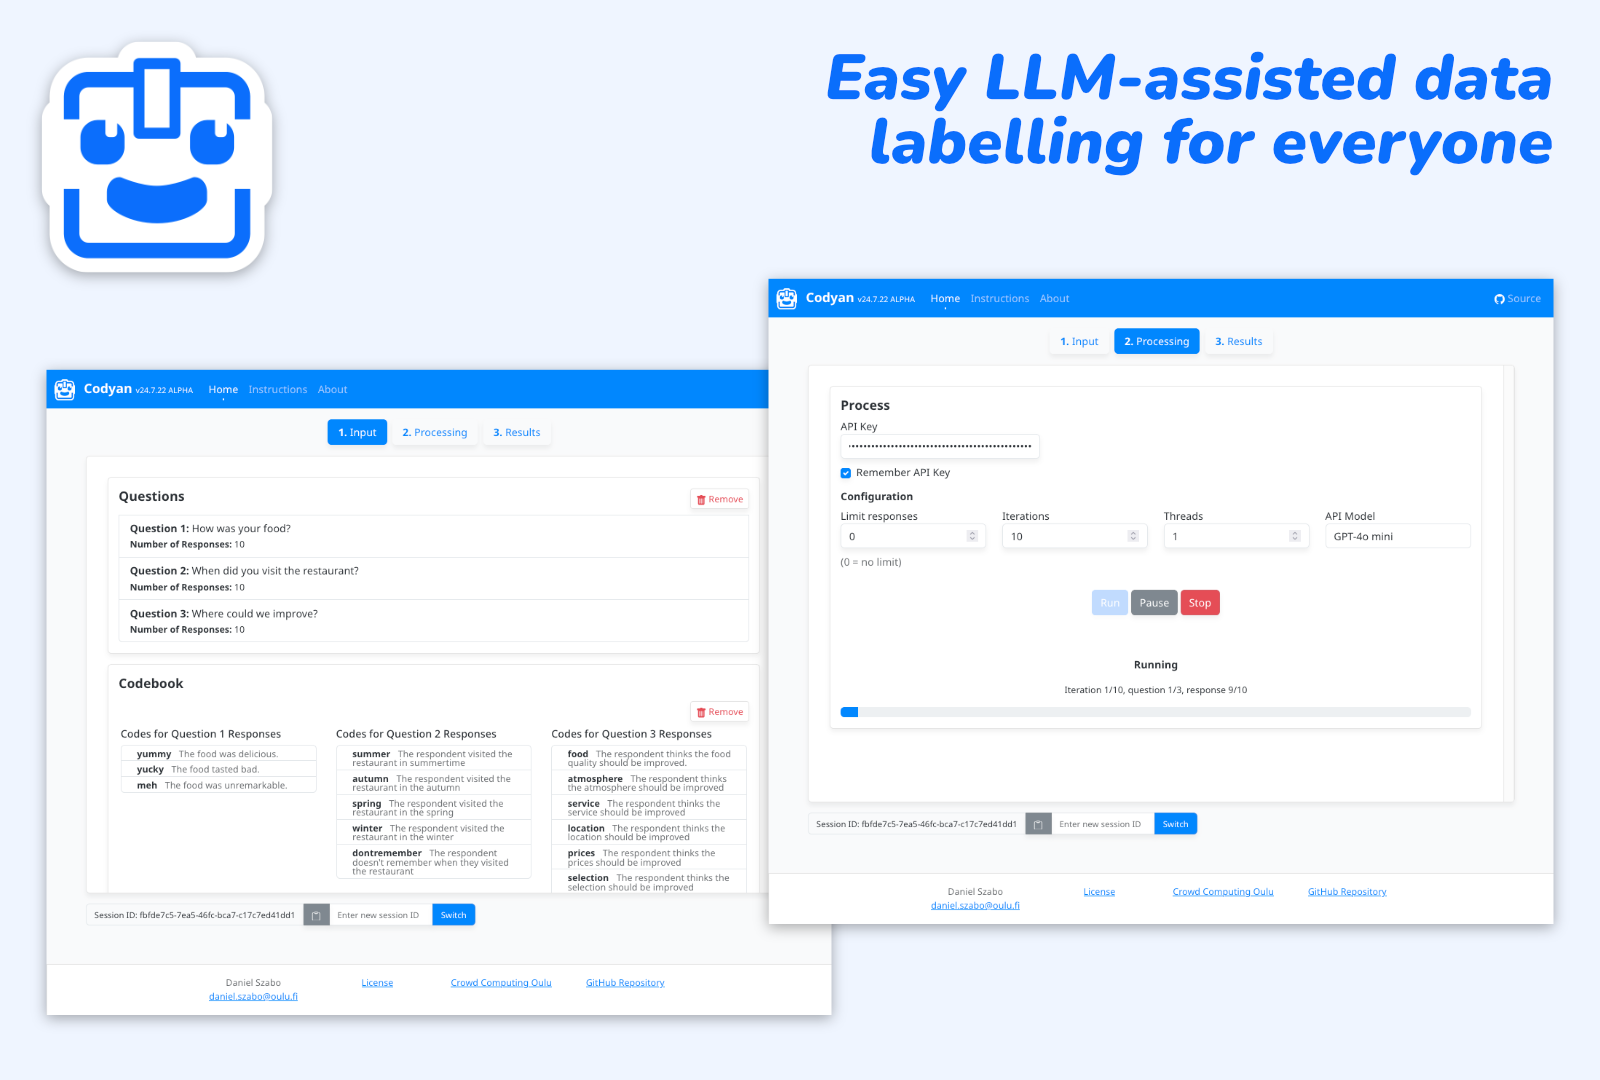 Easy LLM-assisted data
labelling for everyone
Codyan v24.7.22 ALPHA Home Instructions About
1. Input 2. Processing 3. Results
Questions
Remove
Question 1: How was your food?
Number of Responses: 10
Question 2: When did you visit the restaurant?
Number of Responses: 10
Question 3: Where could we improve?
Number of Responses: 10
Codebook
Remove
Codes for Question 1 Responses
yummy The food was delicious.
yucky The food tasted bad.
meh The food was unremarkable.
Codes for Question 2 Responses
summer The respondent visited the
restaurant in summertime
autumn The respondent visited the
restaurant in the autumn
spring The respondent visited the
restaurant in the spring
winter The respondent visited the
restaurant in the winter
dontremember The respondent
doesn't remember when they visited
the restaurant
Codes for Question 3 Responses
food The respondent thinks the food
quality should be improved.
atmosphere The respondent thinks
the atmosphere should be improved
service The respondent thinks the
service should be improved
location The respondent thinks the
location should be improved
prices The respondent thinks the
prices should be improved
selection The respondent thinks the
selection should be improved
Session ID: fbfde7c5-7ea5-46fc-bca7-c17c7ed41dd1 Enter new session ID Switch
Daniel Szabo License Crowd Computing Oulu GitHub Repository
daniel.szabo@oulu.fi
Codyan v24.7.22 ALPHA Home Instructions About Source
1. Input 2. Processing 3. Results
Process
API Key
Remember API Key
Configuration
Limit responses Iterations Threads API Model
0 10 1 GPT-4o mini
(0 = no limit)
Run Pause Stop
Running
Iteration 1/10, question 1/3, response 9/10
Session ID: fbfde7c5-7ea5-46fc-bca7-c17c7ed41dd1 Enter new session ID Switch
Daniel Szabo License Crowd Computing Oulu GitHub Repository
daniel.szabo@oulu.fi